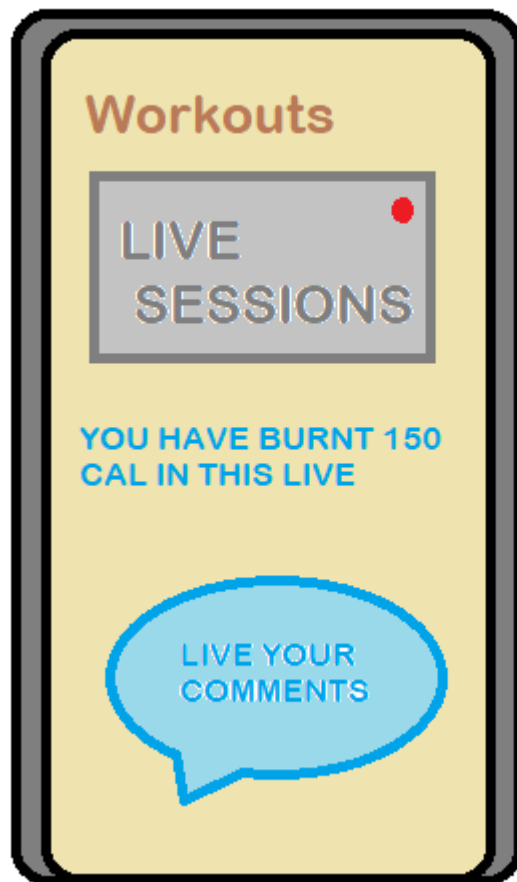 Workouts
LIVE
SESSIONS
YOU HAVE BURNT 150
CAL IN THIS LIVE
LIVE YOUR
COMMENTS